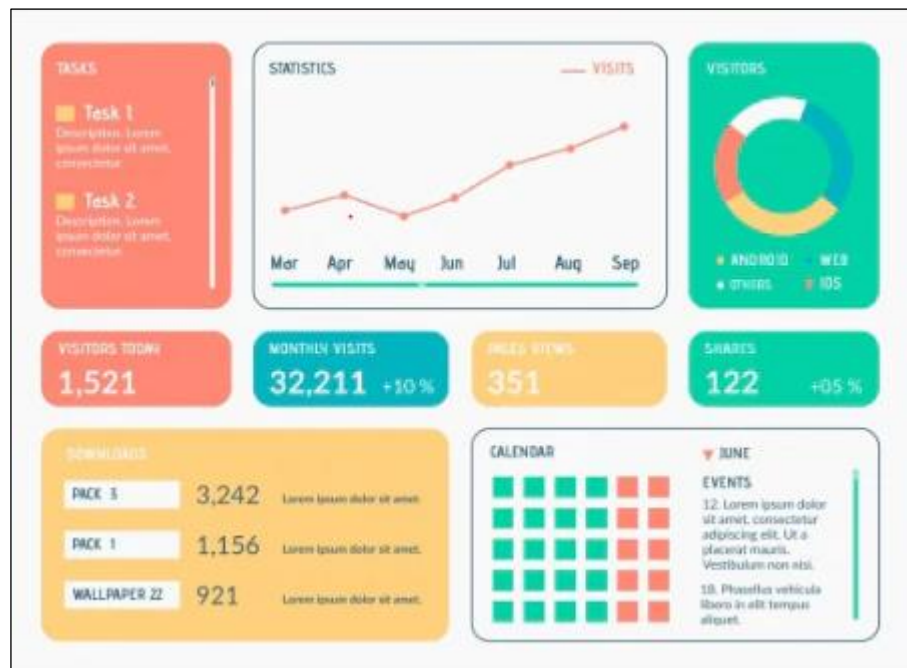 TASKS
Task 1
Description. Lorem
ipsum dolor sit amet,
consectetur
Task 2
Description. Lorem
ipsum dolor sit amet,
consectetur
STATISTICS
VISITS
Mar Apr May Jun Jul Aug Sep
VISITORS
ANDROID WEB
OTHERS IOS
VISITORS TODAY
1,521
MONTHLY VISITS
32,211 +10 %
PAGES VIEWS
351
SHARES
122 +05 %
DOWNLOADS
PACK 3 3,242 Lorem ipsum dolor sit amet.
PACK 1 1,156 Lorem ipsum dolor sit amet.
WALLPAPER 22 921 Lorem ipsum dolor sit amet.
CALENDAR
JUNE
EVENTS
12. Lorem ipsum dolor
sit amet, consectetur
adipiscing elit. Ut a
placerat mauris.
Vestibulum non nisi.
18. Phasellus vehicula
libero in elit tempus
aliquet.